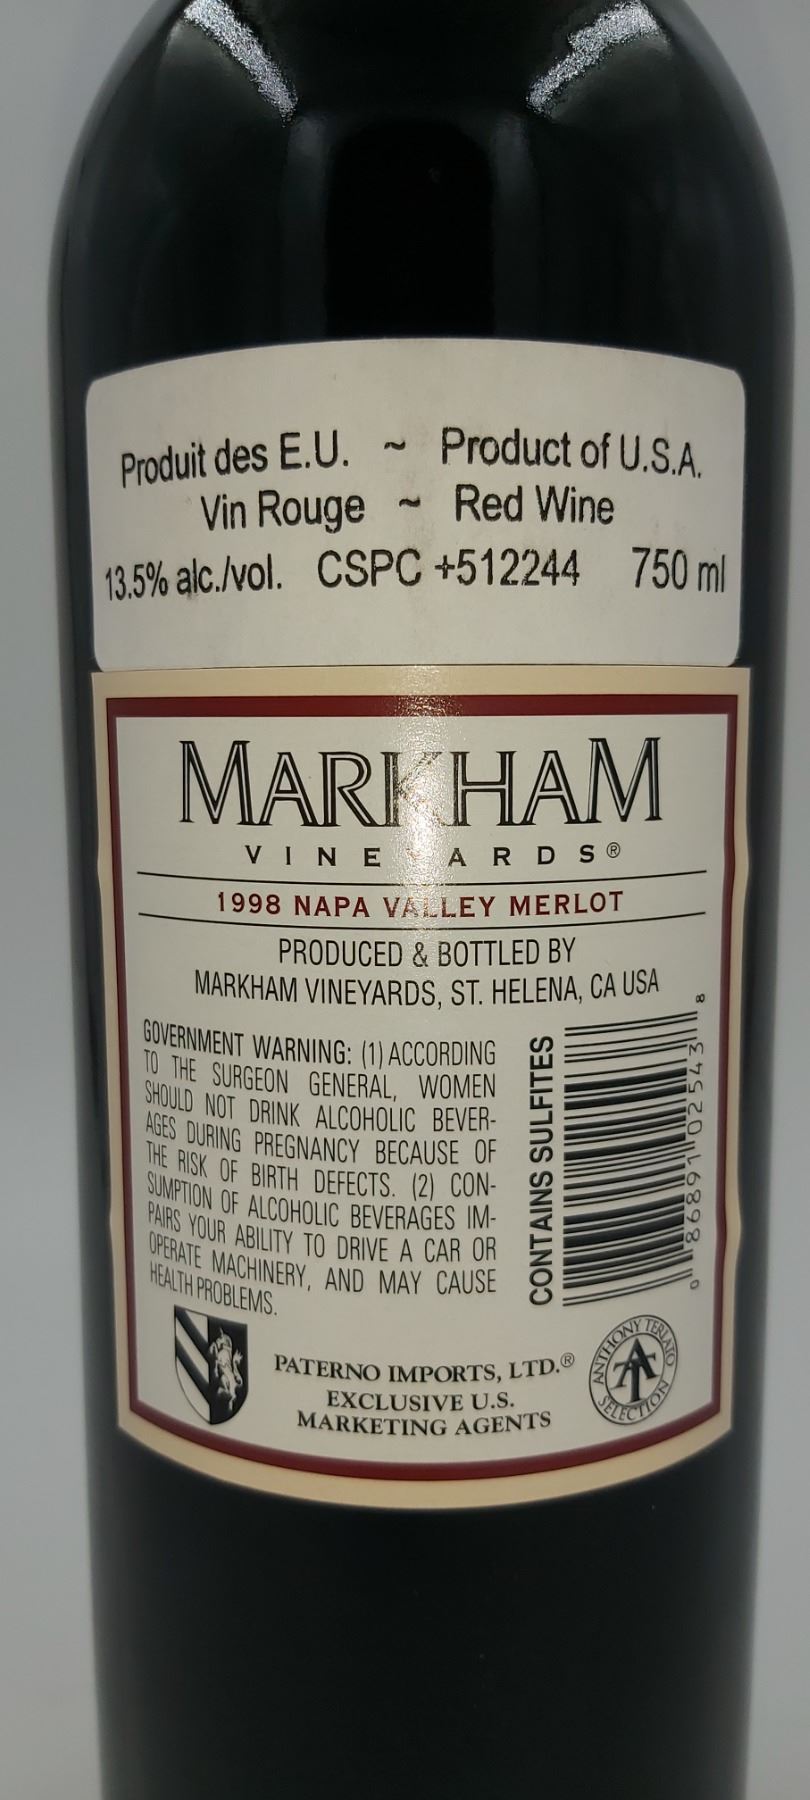 Produit des E.U. ~ Product of U.S.A.
Vin Rouge ~ Red Wine
13.5% alc./vol. CSPC +512244 750 ml
MARKHAM
VINEYARDS®
1998 NAPA VALLEY MERLOT
PRODUCED & BOTTLED BY
MARKHAM VINEYARDS, ST. HELENA, CA USA
GOVERNMENT WARNING: (1) ACCORDING
TO THE SURGEON GENERAL, WOMEN
SHOULD NOT DRINK ALCOHOLIC BEVER-
AGES DURING PREGNANCY BECAUSE OF
THE RISK OF BIRTH DEFECTS. (2) CON-
SUMPTION OF ALCOHOLIC BEVERAGES IM-
PAIRS YOUR ABILITY TO DRIVE A CAR OR
OPERATE MACHINERY, AND MAY CAUSE
HEALTH PROBLEMS.
CONTAINS SULFITES
0 86891 02543 8
PATERNO IMPORTS, LTD.®
EXCLUSIVE U.S.
MARKETING AGENTS
ANTHONY TERLATO
AT
SELECTION